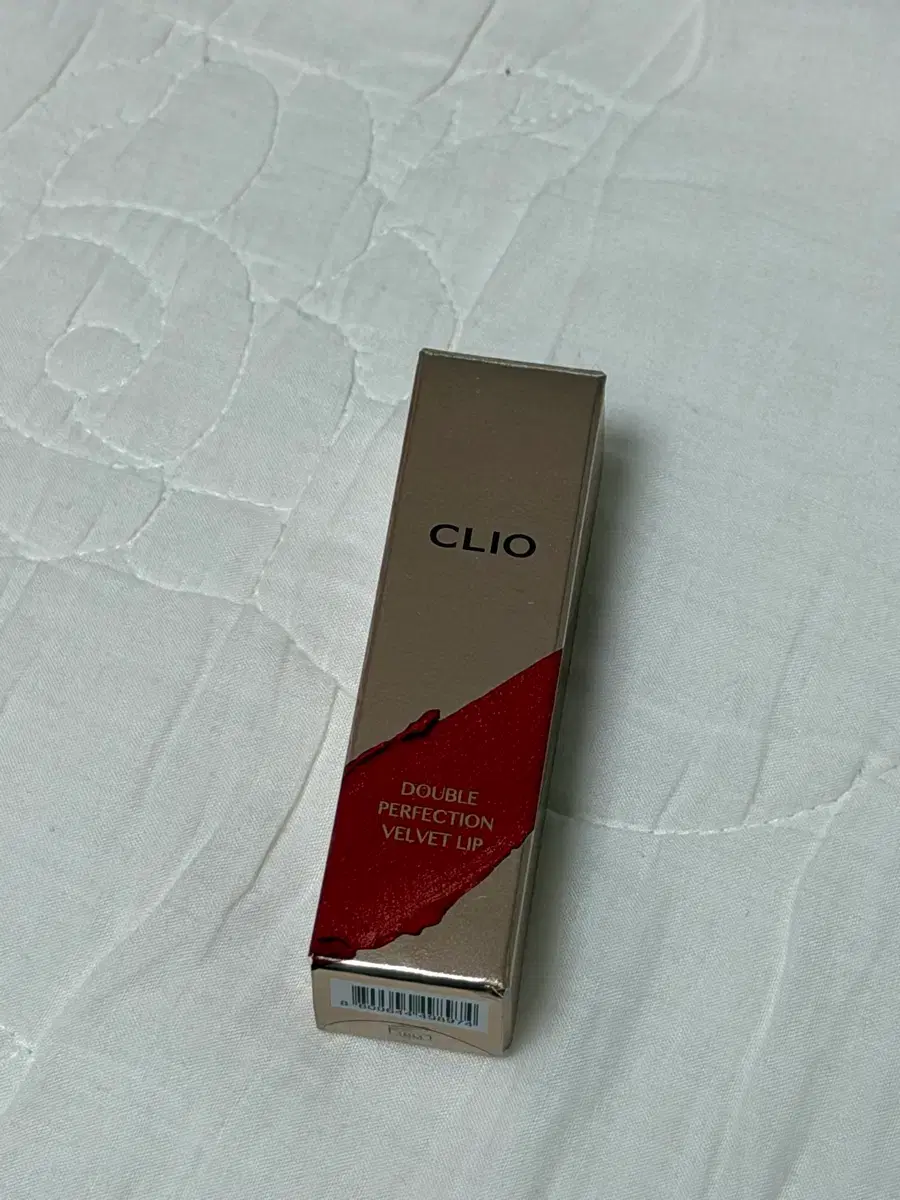 CLIO
DOUBLE
PERFECTION
VELVET LIP